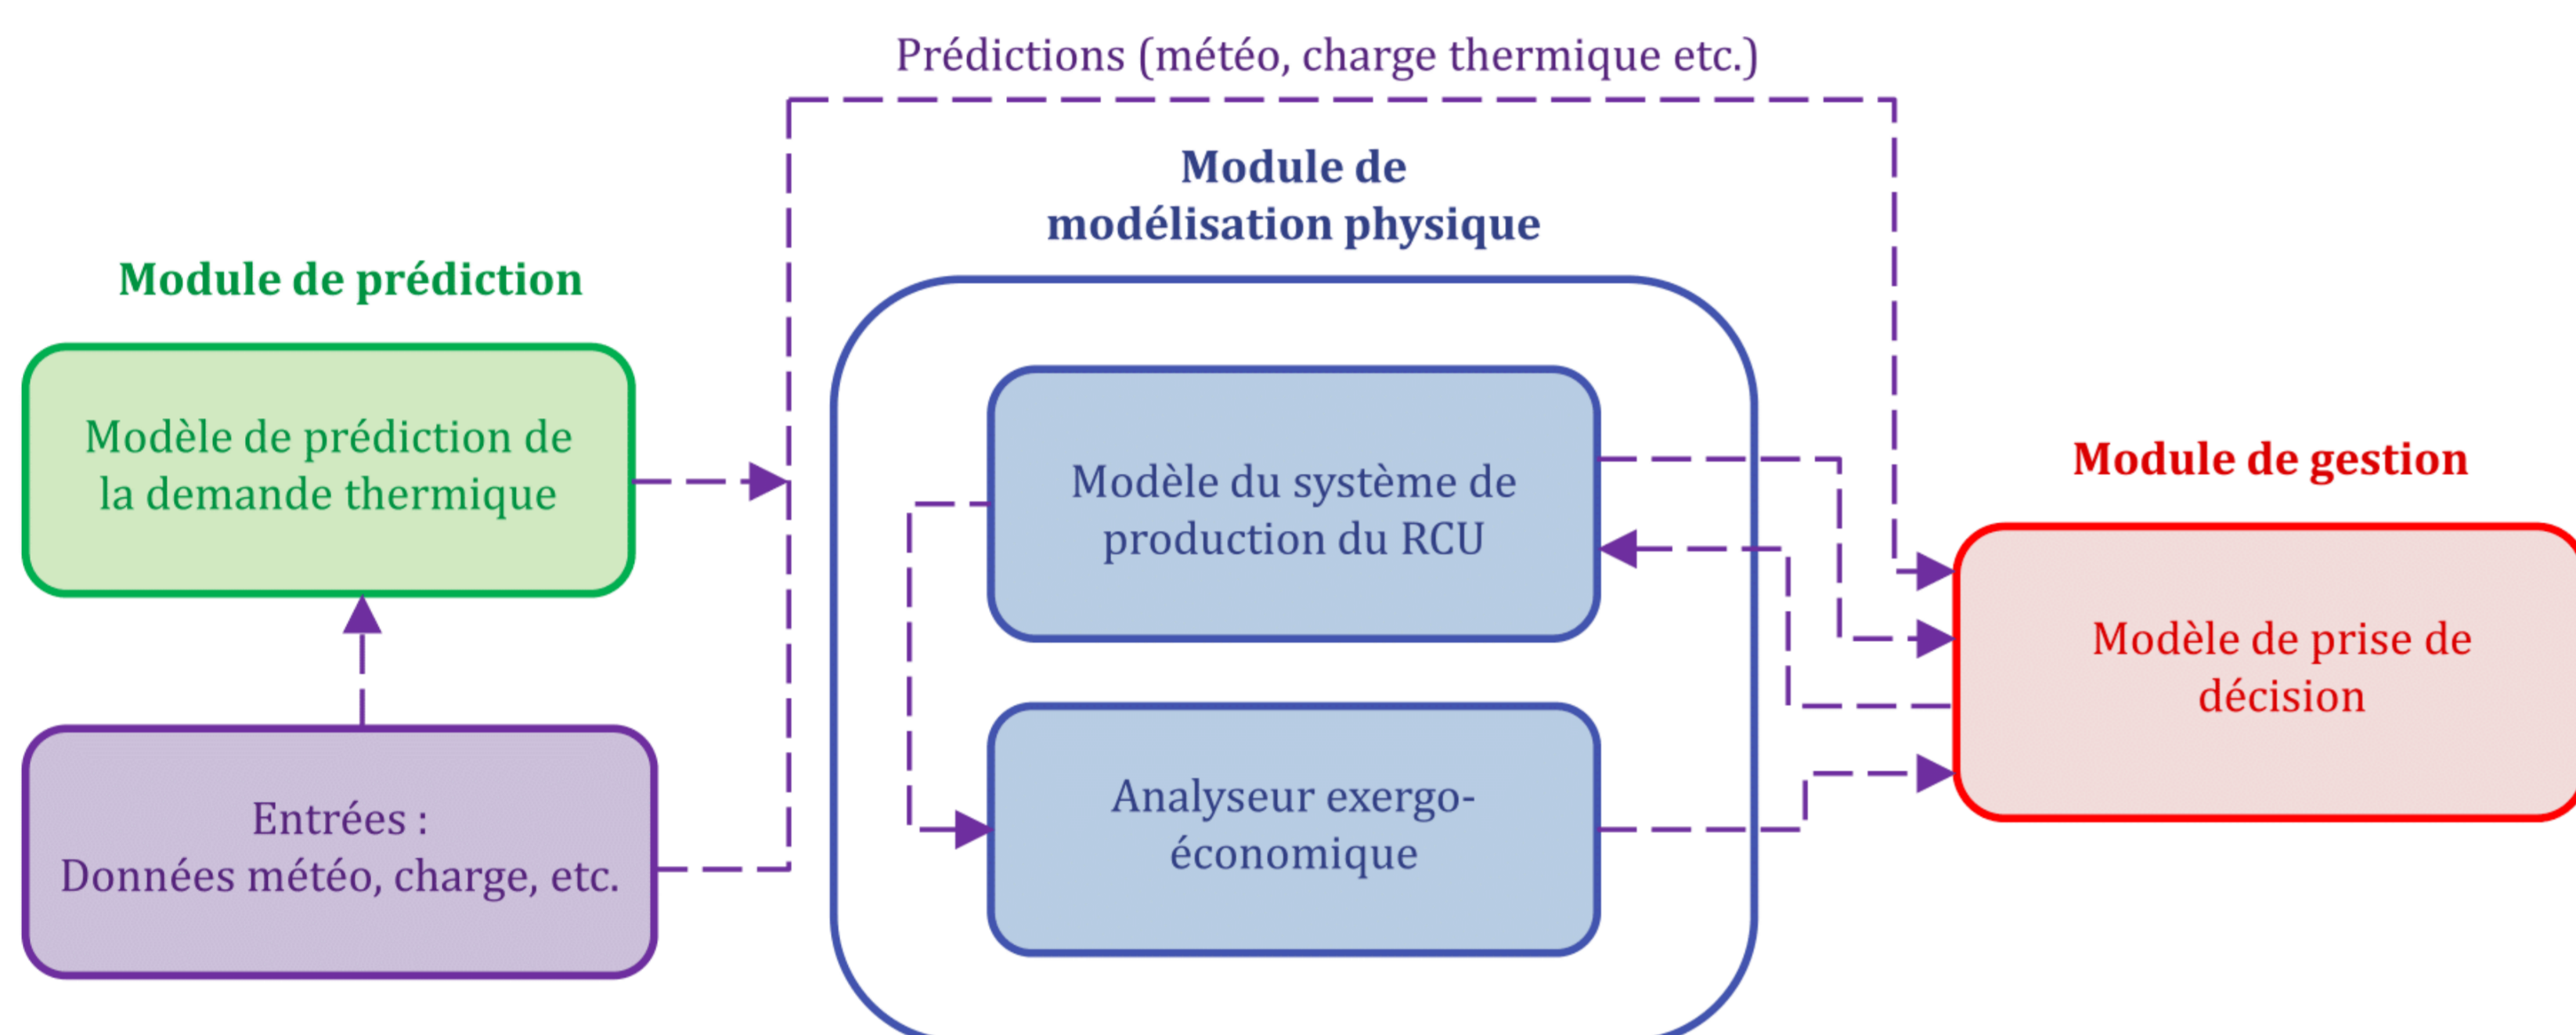 Prédictions (météo, charge thermique etc.)
Module de
modélisation physique
Module de prédiction
Modèle de prédiction de
la demande thermique
Entrées :
Données météo, charge, etc.
Modèle du système de
production du RCU
Analyseur exergo-
économique
Module de gestion
Modèle de prise de
décision